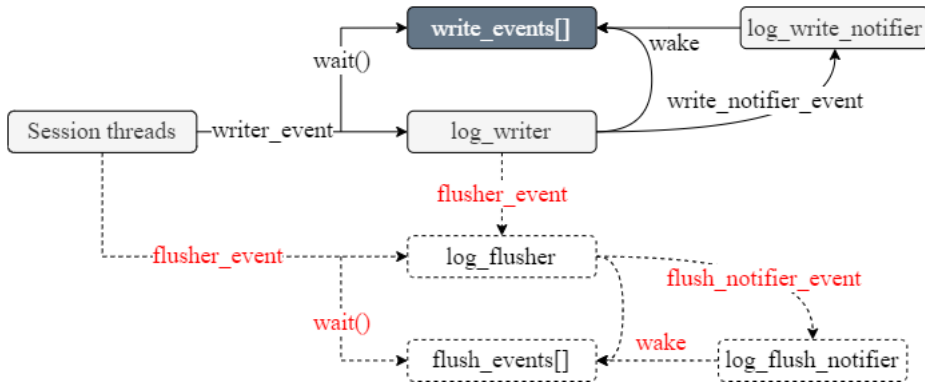 write_events[]
log_write_notifier
wake
wait()
write_notifier_event
Session threads
writer_event
log_writer
flusher_event
flusher_event
log_flusher
flush_notifier_event
wait()
wake
flush_events[]
log_flush_notifier